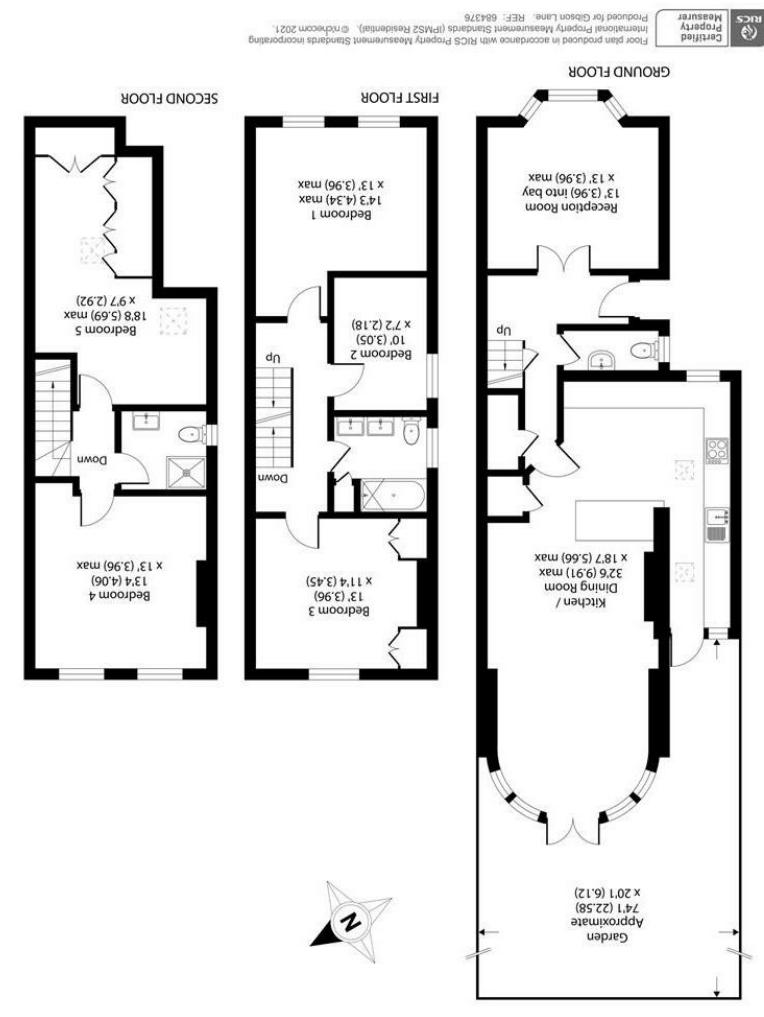 Garden
Approximate
74'1 (22.58)
x 20'1 (6.12)
N
Kitchen /
Dining Room
32'6 (9.91) max
x 18'7 (5.66) max
Up
Reception Room
13' (3.96) into bay
x 13' (3.96) max
GROUND FLOOR
Bedroom 3
13' (3.96)
x 11'4 (3.45)
Down
Up
Bedroom 2
10' (3.05)
x 7'2 (2.18)
Bedroom 1
14'3 (4.34) max
x 13' (3.96) max
FIRST FLOOR
Bedroom 4
13'4 (4.06)
x 13' (3.96) max
Down
Bedroom 5
18'8 (5.69) max
x 9'7 (2.92)
SECOND FLOOR
RICS
Certified
Property
Measurer
Floor plan produced in accordance with RICS Property Measurement Standards incorporating
International Property Measurement Standards (IPMS2 Residential). ©nichecom 2021.
Produced for Gibson Lane. REF: 684376